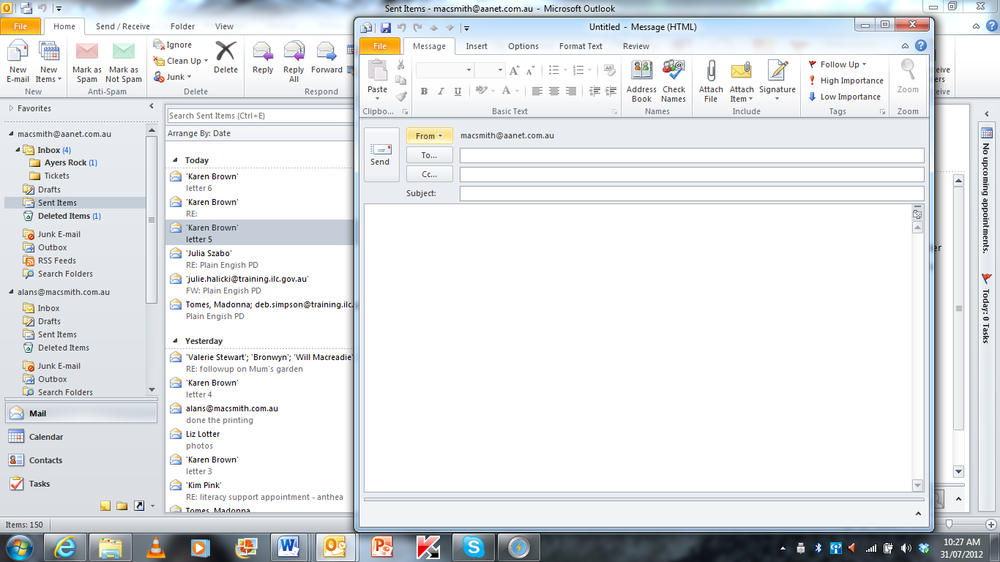 Sent Items - macsmith@aanet.com.au - Microsoft Outlook
File Home Send / Receive Folder View
New E-mail
New Items
Mark as Spam
Mark as Not Spam
Ignore
Clean Up
Junk
Delete
Reply
Reply All
Forward
New
Anti-Spam
Delete
Respond
Favorites
macsmith@aanet.com.au
Inbox (4)
Ayers Rock (1)
Tickets
Drafts
Sent Items
Deleted Items (1)
Junk E-mail
Outbox
RSS Feeds
Search Folders
alans@macsmith.com.au
Inbox
Drafts
Sent Items
Deleted Items
Junk E-mail
Outbox
Search Folders
Mail
Calendar
Contacts
Tasks
Items: 150
Search Sent Items (Ctrl+E)
Arrange By: Date
Today
'Karen Brown'
letter 6
'Karen Brown'
RE:
'Karen Brown'
letter 5
'Julia Szabo'
RE: Plain Engish PD
'julie.halicki@training.ilc.gov.au'
FW: Plain Engish PD
Tomes, Madonna; deb.simpson@training.ilc.
Plain Engish PD
Yesterday
'Valerie Stewart'; 'Bronwyn'; 'Will Macreadie'
RE: followup on Mum's garden
'Karen Brown'
letter 4
alans@macsmith.com.au
done the printing
Liz Lotter
photos
'Karen Brown'
letter 3
'Kim Pink'
RE: literacy support appointment - anthea
Tomes, Madonna
Untitled - Message (HTML)
File Message Insert Options Format Text Review
Paste
Clipbo...
B I U
A
Basic Text
Address Book
Check Names
Names
Attach File
Attach Item
Signature
Include
Follow Up
High Importance
Low Importance
Tags
Zoom
Zoom
Send
From macsmith@aanet.com.au
To...
Cc...
Subject:
No upcoming appointments.
Today: 0 Tasks
10:27 AM
31/07/2012